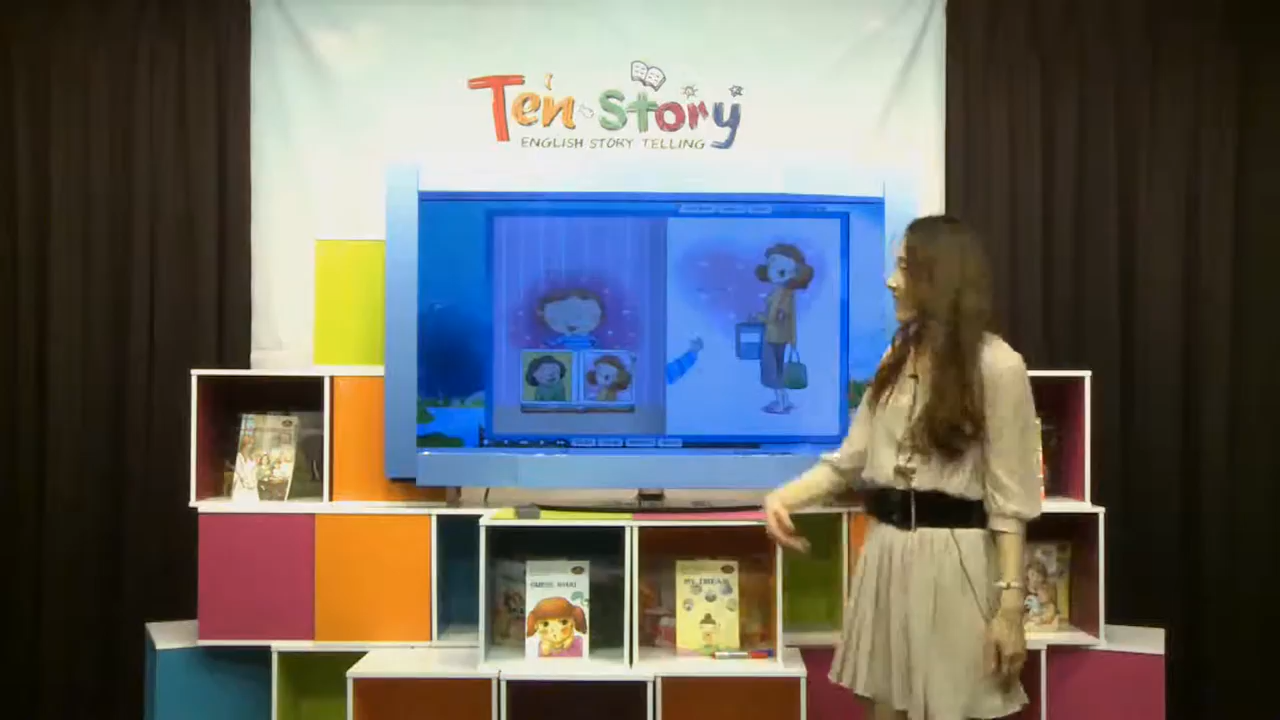 Ten Story
ENGLISH STORY TELLING
GUESS WHAT
MY DREAM